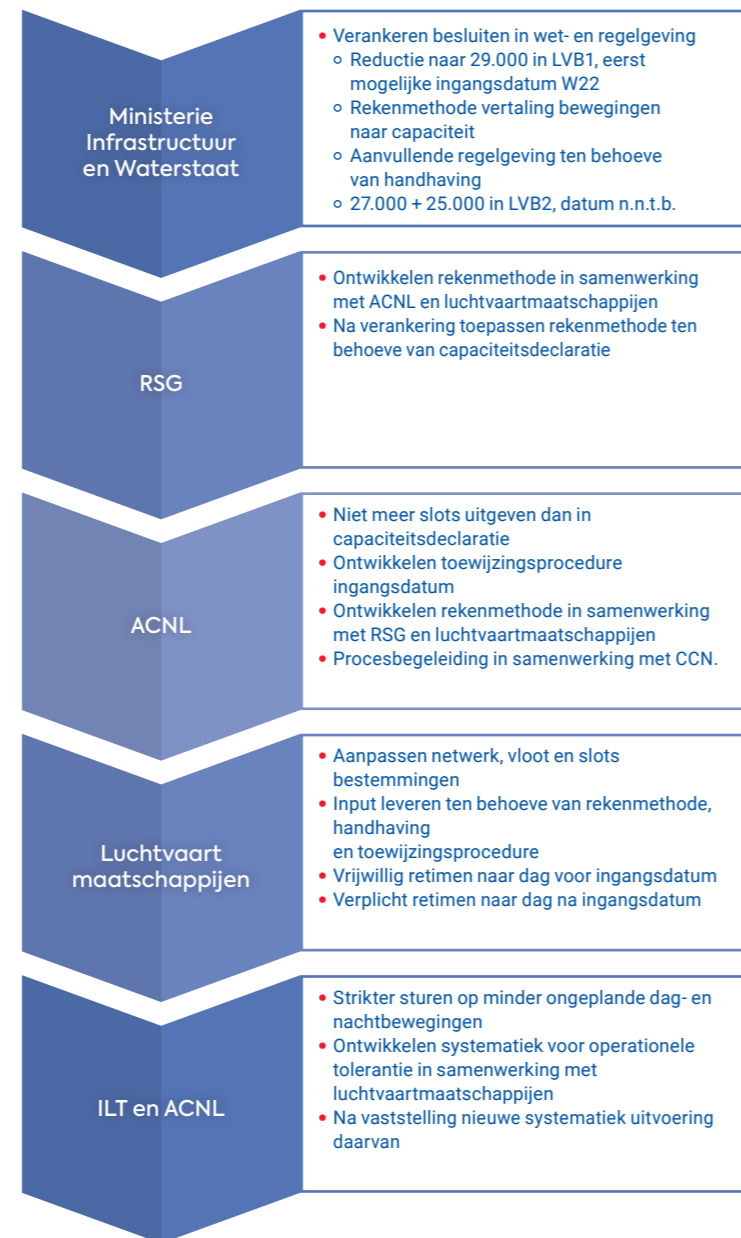 Ministerie
Infrastructuur
en Waterstaat
• Verankeren besluiten in wet- en regelgeving
o Reductie naar 29.000 in LVB1, eerst
mogelijke ingangsdatum W22
o Rekenmethode vertaling bewegingen
naar capaciteit
o Aanvullende regelgeving ten behoeve
van handhaving
o 27.000 + 25.000 in LVB2, datum n.n.t.b.
RSG
• Ontwikkelen rekenmethode in samenwerking
met ACNL en luchtvaartmaatschappijen
• Na verankering toepassen rekenmethode ten
behoeve van capaciteitsdeclaratie
ACNL
• Niet meer slots uitgeven dan in
capaciteitsdeclaratie
• Ontwikkelen toewijzingsprocedure
ingangsdatum
• Ontwikkelen rekenmethode in samenwerking
met RSG en luchtvaartmaatschappijen
• Procesbegeleiding in samenwerking met CCN.
Luchtvaart
maatschappijen
• Aanpassen netwerk, vloot en slots
bestemmingen
• Input leveren ten behoeve van rekenmethode,
handhaving
en toewijzingsprocedure
• Vrijwillig retimen naar dag voor ingangsdatum
• Verplicht retimen naar dag na ingangsdatum
ILT en ACNL
• Strikter sturen op minder ongeplande dag- en
nachtbewegingen
• Ontwikkelen systematiek voor operationele
tolerantie in samenwerking met
luchtvaartmaatschappijen
• Na vaststelling nieuwe systematiek uitvoering
daarvan